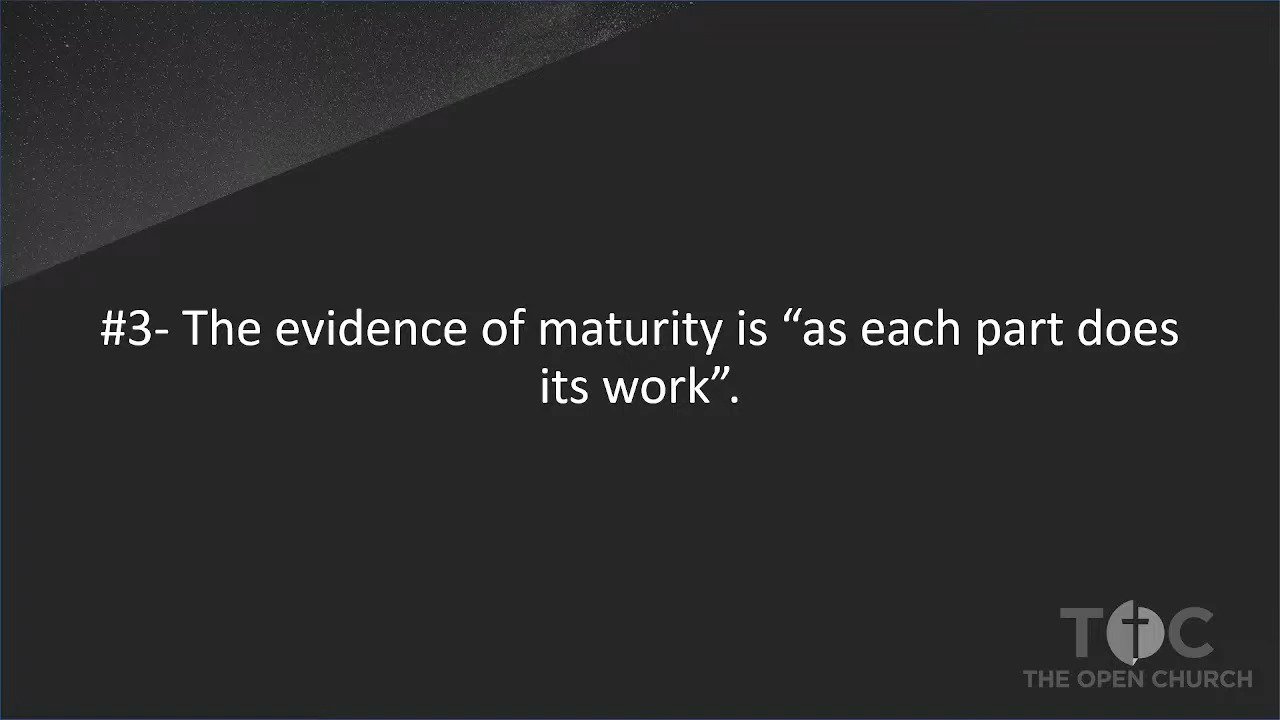 #3- The evidence of maturity is “as each part does
its work”.
TOC
THE OPEN CHURCH